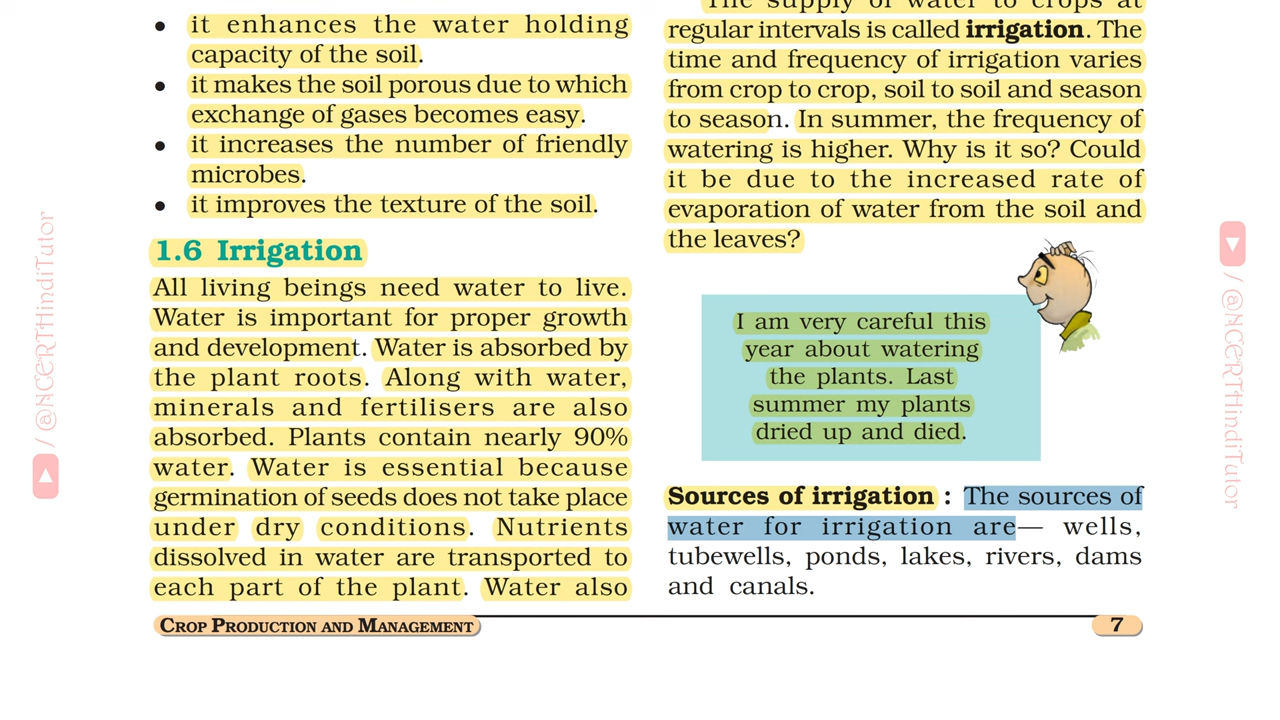 • it enhances the water holding
capacity of the soil.
• it makes the soil porous due to which
exchange of gases becomes easy.
• it increases the number of friendly
microbes.
• it improves the texture of the soil.
1.6 Irrigation
All living beings need water to live.
Water is important for proper growth
and development. Water is absorbed by
the plant roots. Along with water,
minerals and fertilisers are also
absorbed. Plants contain nearly 90%
water. Water is essential because
germination of seeds does not take place
under dry conditions. Nutrients
dissolved in water are transported to
each part of the plant. Water also
The supply of water to crops at
regular intervals is called irrigation. The
time and frequency of irrigation varies
from crop to crop, soil to soil and season
to season. In summer, the frequency of
watering is higher. Why is it so? Could
it be due to the increased rate of
evaporation of water from the soil and
the leaves?
I am very careful this
year about watering
the plants. Last
summer my plants
dried up and died.
Sources of irrigation : The sources of
water for irrigation are— wells,
tubewells, ponds, lakes, rivers, dams
and canals.
CROP PRODUCTION AND MANAGEMENT
7
/ @NCERTHindiTutor
/ @NCERTHindiTutor